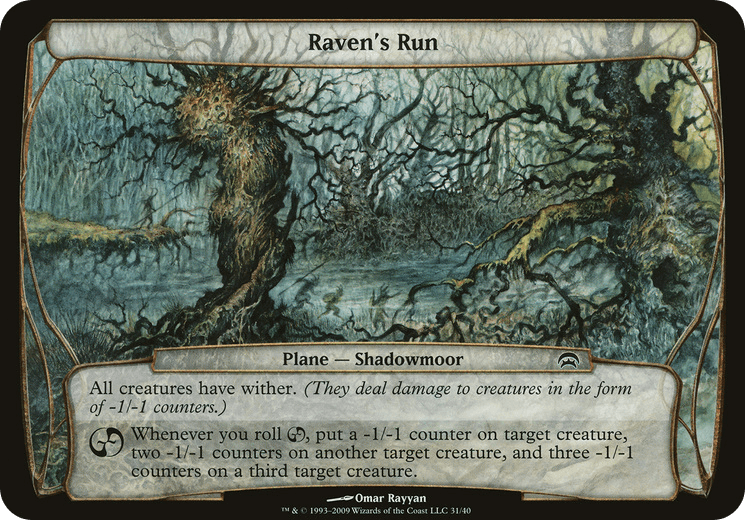 Raven's Run
Plane — Shadowmoor
All creatures have wither. (They deal damage to creatures in the form
of -1/-1 counters.)
Whenever you roll , put a -1/-1 counter on target creature,
two -1/-1 counters on another target creature, and three -1/-1
counters on a third target creature.
Omar Rayyan
™ & © 1993–2009 Wizards of the Coast LLC 31/40